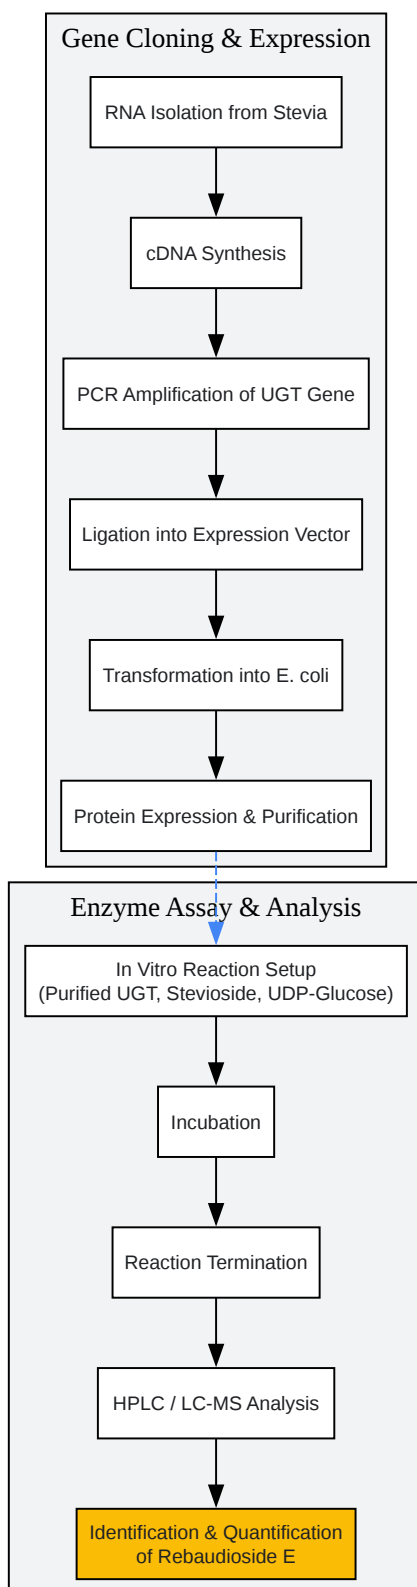 Gene Cloning & Expression
RNA Isolation from Stevia
cDNA Synthesis
PCR Amplification of UGT Gene
Ligation into Expression Vector
Transformation into E. coli
Protein Expression & Purification
Enzyme Assay & Analysis
In Vitro Reaction Setup
(Purified UGT, Stevioside, UDP-Glucose)
Incubation
Reaction Termination
HPLC / LC-MS Analysis
Identification & Quantification
of Rebaudioside E